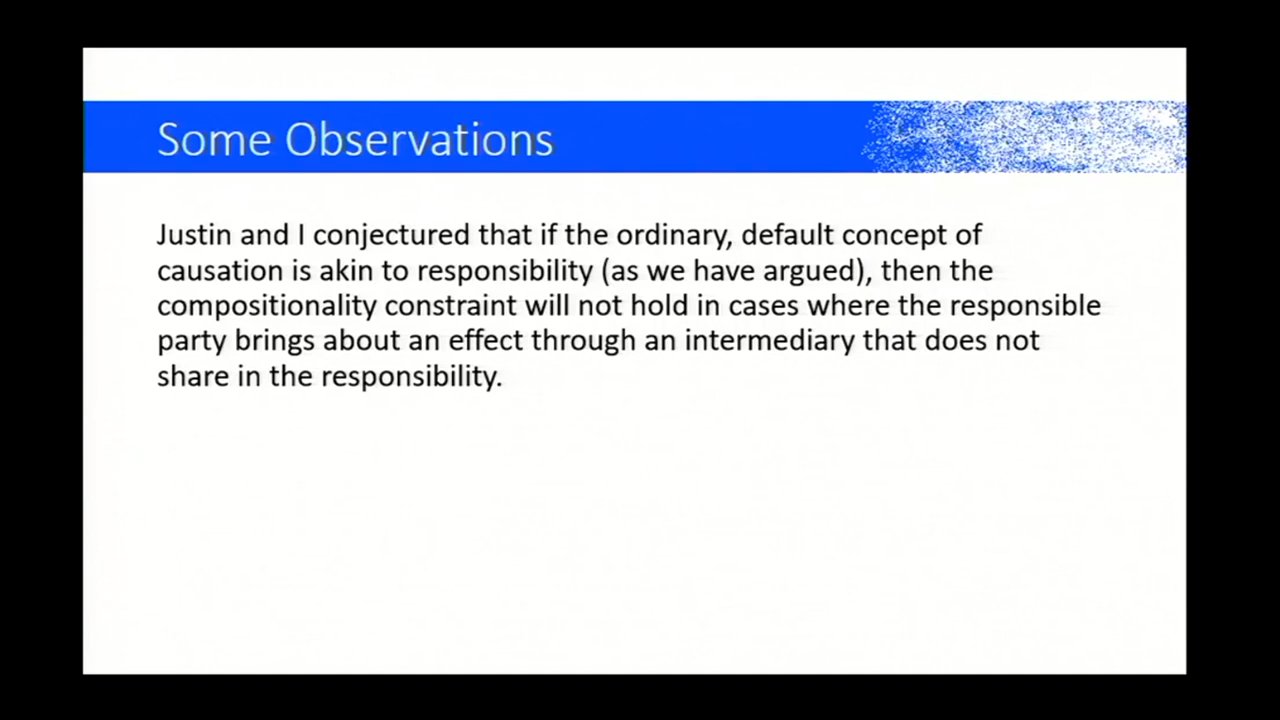 Some Observations
Justin and I conjectured that if the ordinary, default concept of
causation is akin to responsibility (as we have argued), then the
compositionality constraint will not hold in cases where the responsible
party brings about an effect through an intermediary that does not
share in the responsibility.